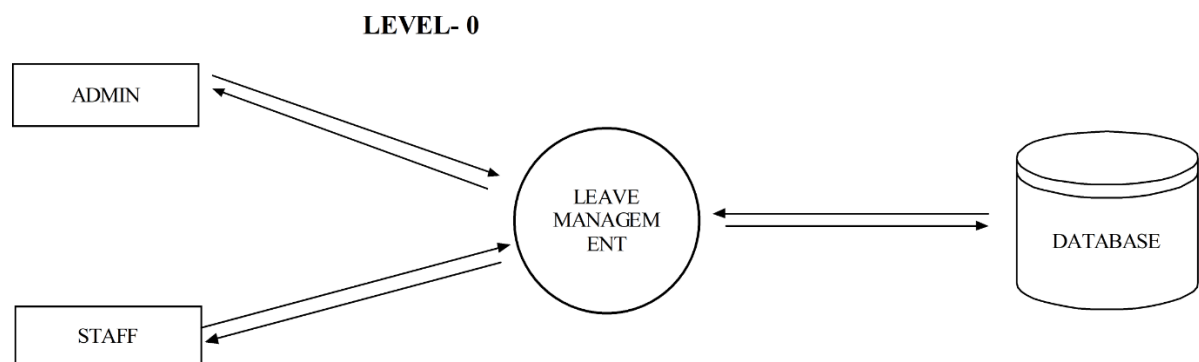 LEVEL- 0
ADMIN
LEAVE
MANAGEM
ENT
DATABASE
STAFF